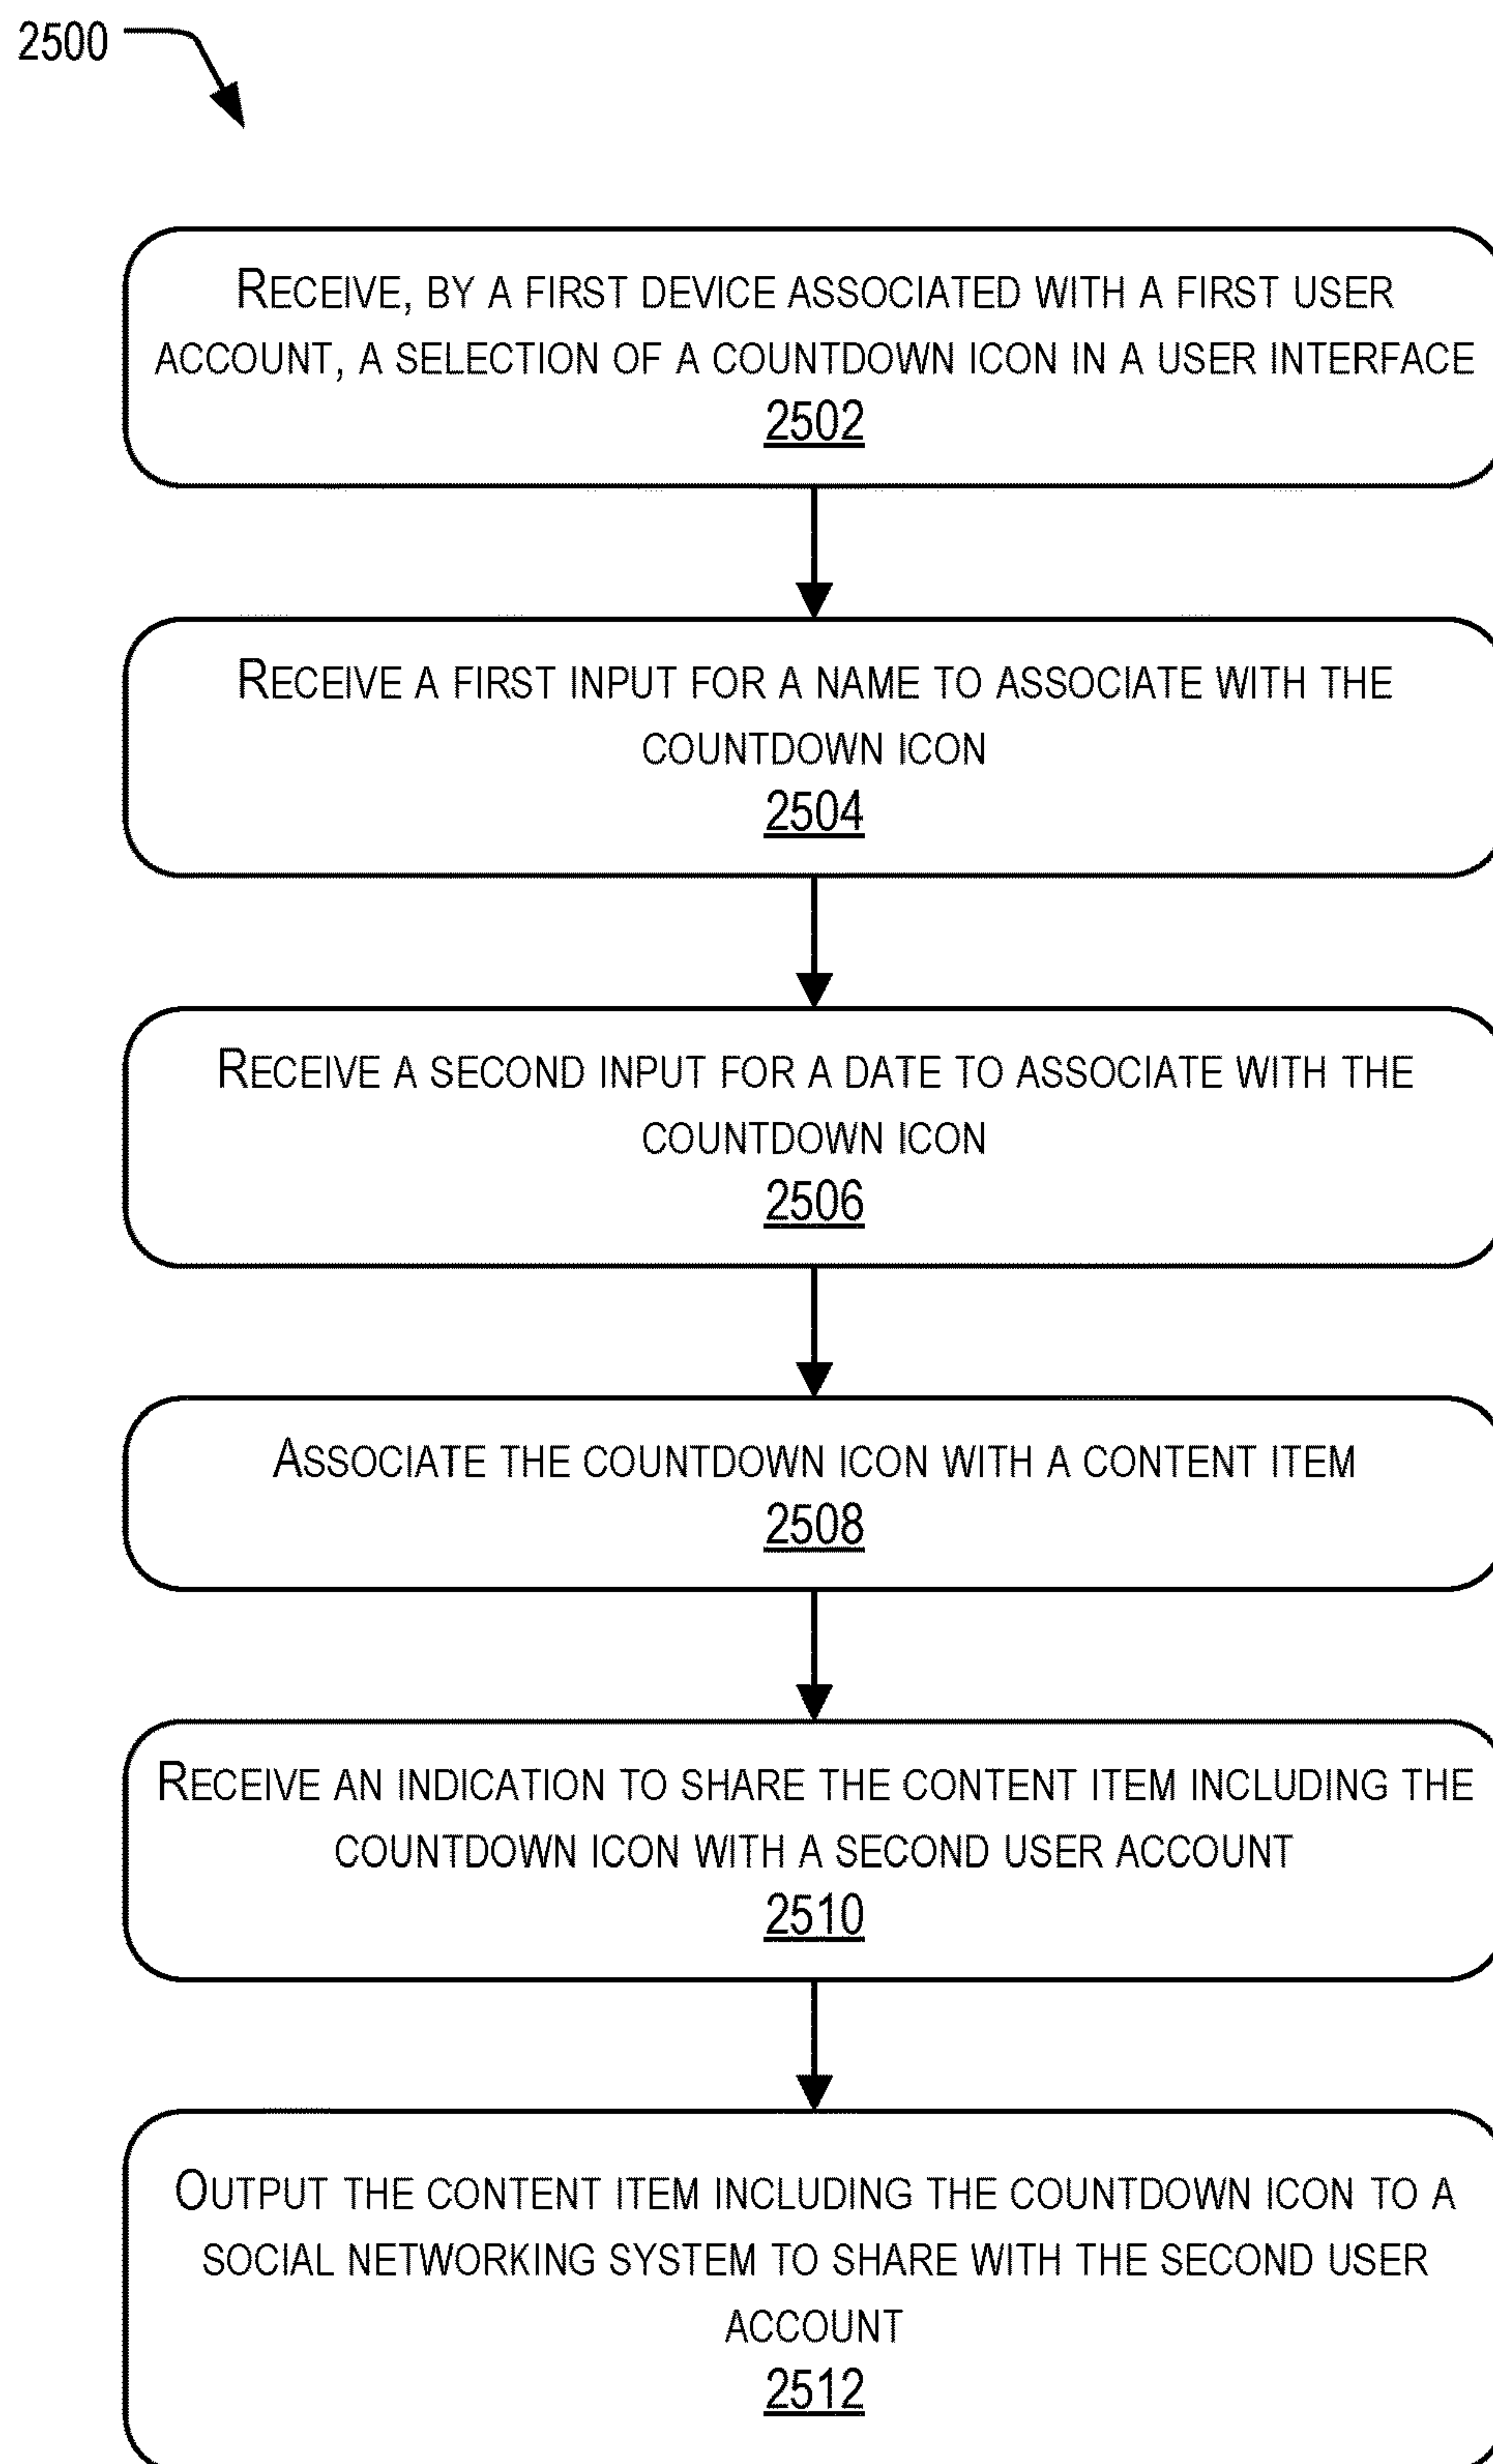 2500
RECEIVE, BY A FIRST DEVICE ASSOCIATED WITH A FIRST USER
ACCOUNT, A SELECTION OF A COUNTDOWN ICON IN A USER INTERFACE
2502
RECEIVE A FIRST INPUT FOR A NAME TO ASSOCIATE WITH THE
COUNTDOWN ICON
2504
RECEIVE A SECOND INPUT FOR A DATE TO ASSOCIATE WITH THE
COUNTDOWN ICON
2506
ASSOCIATE THE COUNTDOWN ICON WITH A CONTENT ITEM
2508
RECEIVE AN INDICATION TO SHARE THE CONTENT ITEM INCLUDING THE
COUNTDOWN ICON WITH A SECOND USER ACCOUNT
2510
OUTPUT THE CONTENT ITEM INCLUDING THE COUNTDOWN ICON TO A
SOCIAL NETWORKING SYSTEM TO SHARE WITH THE SECOND USER
ACCOUNT
2512